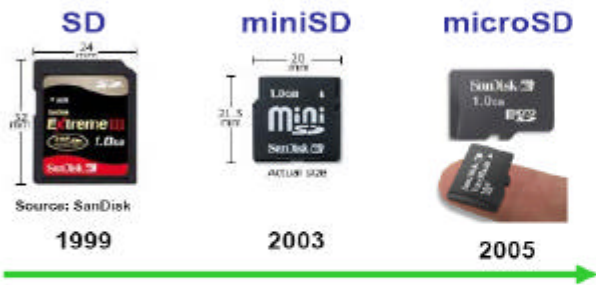 SD
miniSD
microSD
24
mm
20
mm
32
mm
21.5
mm
Extreme III
1.0GB
SanDisk
1.0GB
mini
SD
SanDisk
SanDisk
1.0GB
micro
Actual size
Source: SanDisk
1999
2003
2005